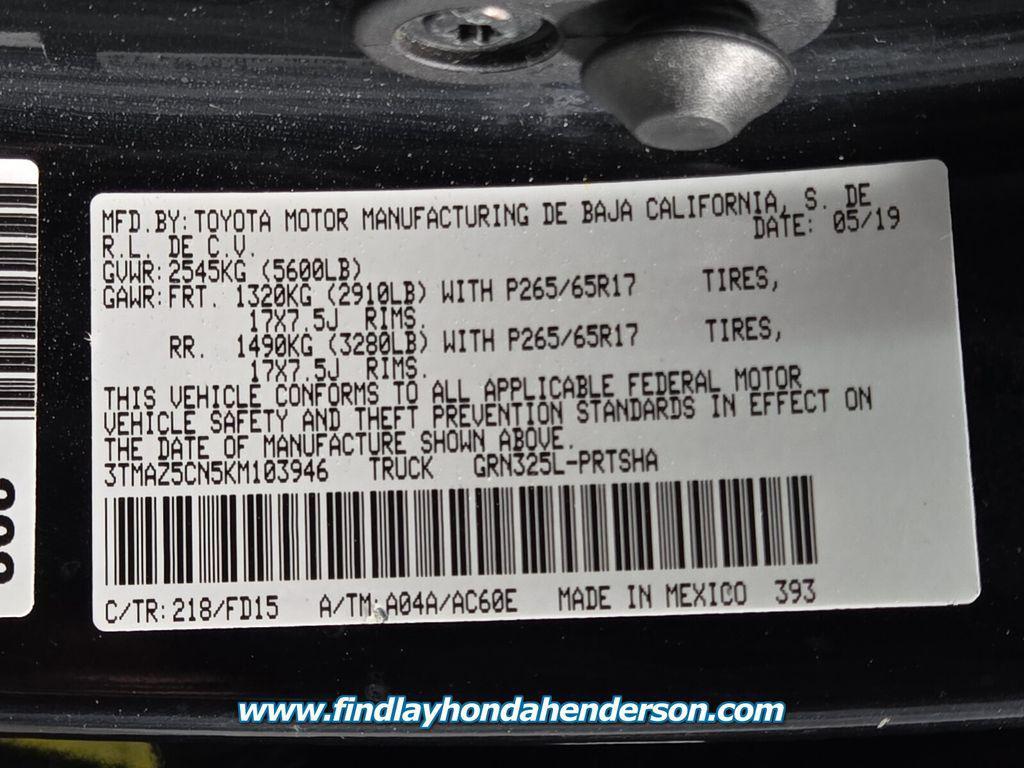 MFD.BY: TOYOTA MOTOR MANUFACTURING DE BAJA CALIFORNIA, S. DE
R.L. DE C.V. DATE: 05/19
GVWR: 2545KG (5600LB)
GAWR: FRT. 1320KG (2910LB) WITH P265/65R17 TIRES,
17X7.5J RIMS.
RR. 1490KG (3280LB) WITH P265/65R17 TIRES,
17X7.5J RIMS.
THIS VEHICLE CONFORMS TO ALL APPLICABLE FEDERAL MOTOR
VEHICLE SAFETY AND THEFT PREVENTION STANDARDS IN EFFECT ON
THE DATE OF MANUFACTURE SHOWN ABOVE.
3TMAZ5CN5KM103946 TRUCK GRN325L-PRTSHA
C/TR: 218/FD15 A/TM: A04A/AC60E MADE IN MEXICO 393
www.findlayhondahenderson.com